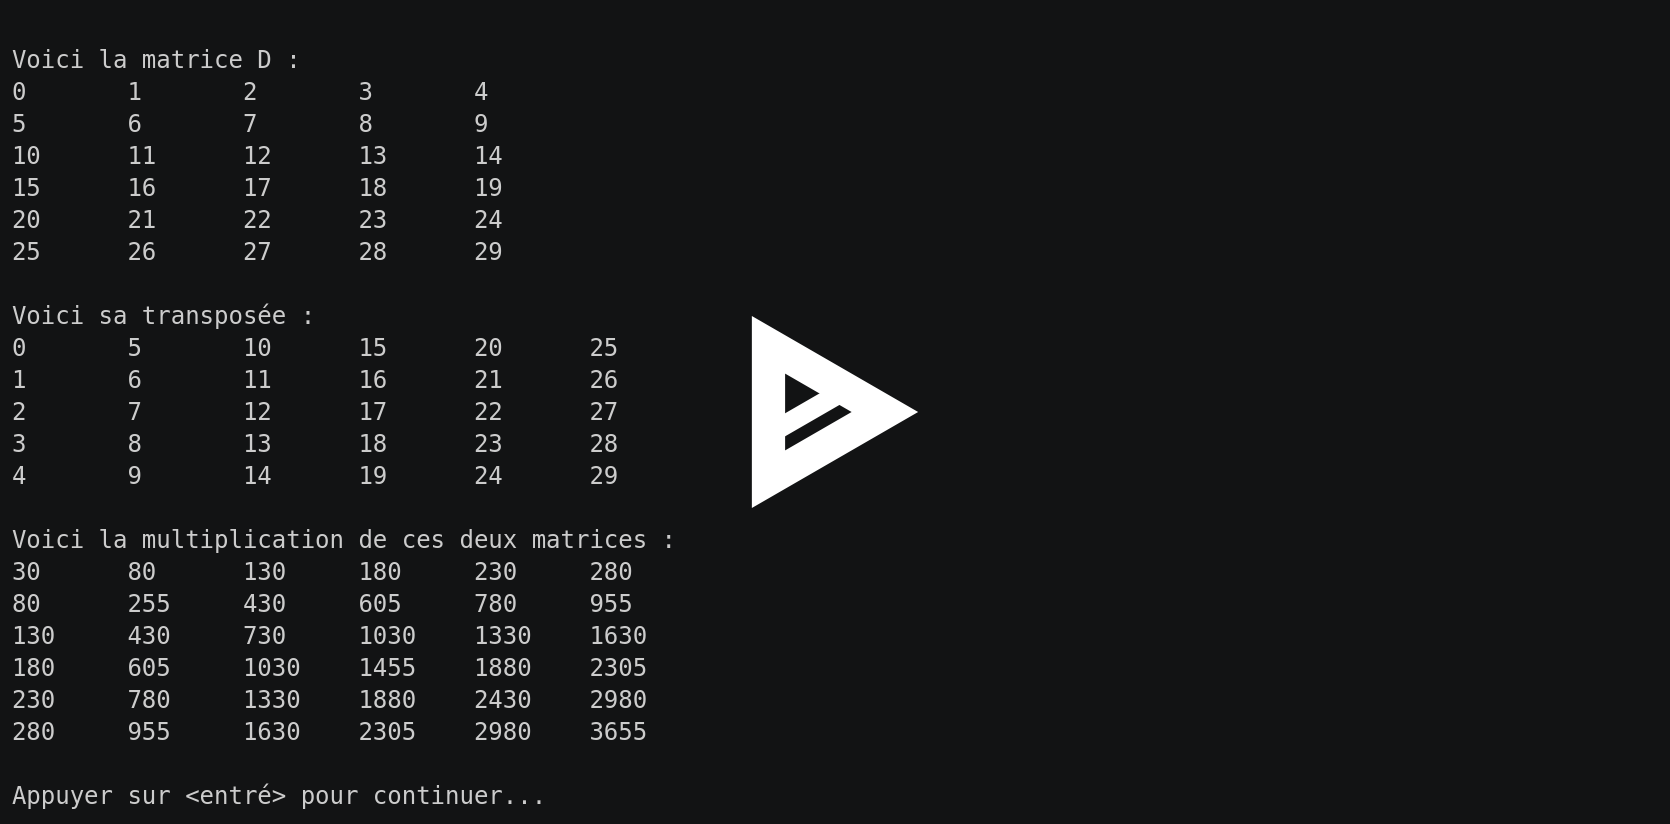 Voici la matrice D :
0 1 2 3 4
5 6 7 8 9
10 11 12 13 14
15 16 17 18 19
20 21 22 23 24
25 26 27 28 29
Voici sa transposée :
0 5 10 15 20 25
1 6 11 16 21 26
2 7 12 17 22 27
3 8 13 18 23 28
4 9 14 19 24 29
Voici la multiplication de ces deux matrices :
30 80 130 180 230 280
80 255 430 605 780 955
130 430 730 1030 1330 1630
180 605 1030 1455 1880 2305
230 780 1330 1880 2430 2980
280 955 1630 2305 2980 3655
Appuyer sur <entré> pour continuer...